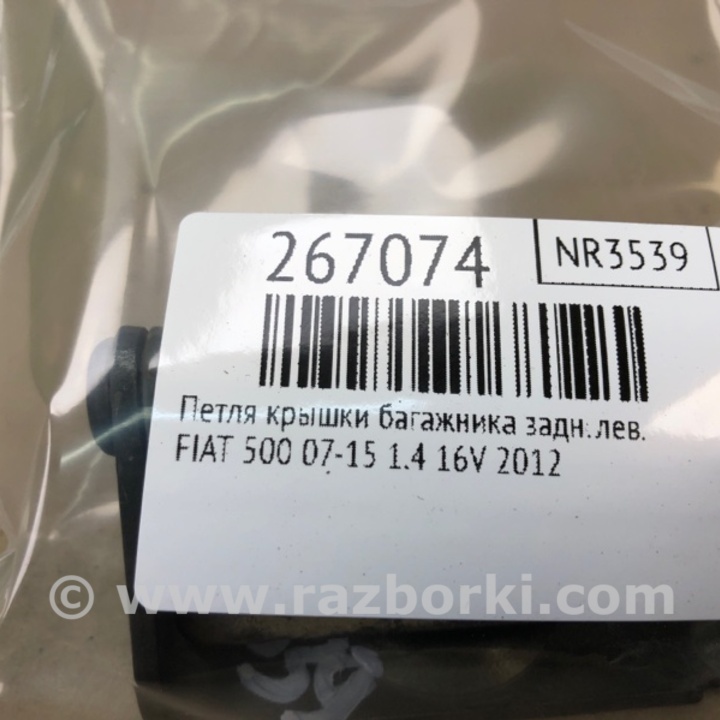 267074
NR3539
Петля крышки багажника задн.лев.
FIAT 500 07-15 1.4 16V 2012
© www.razborki.com